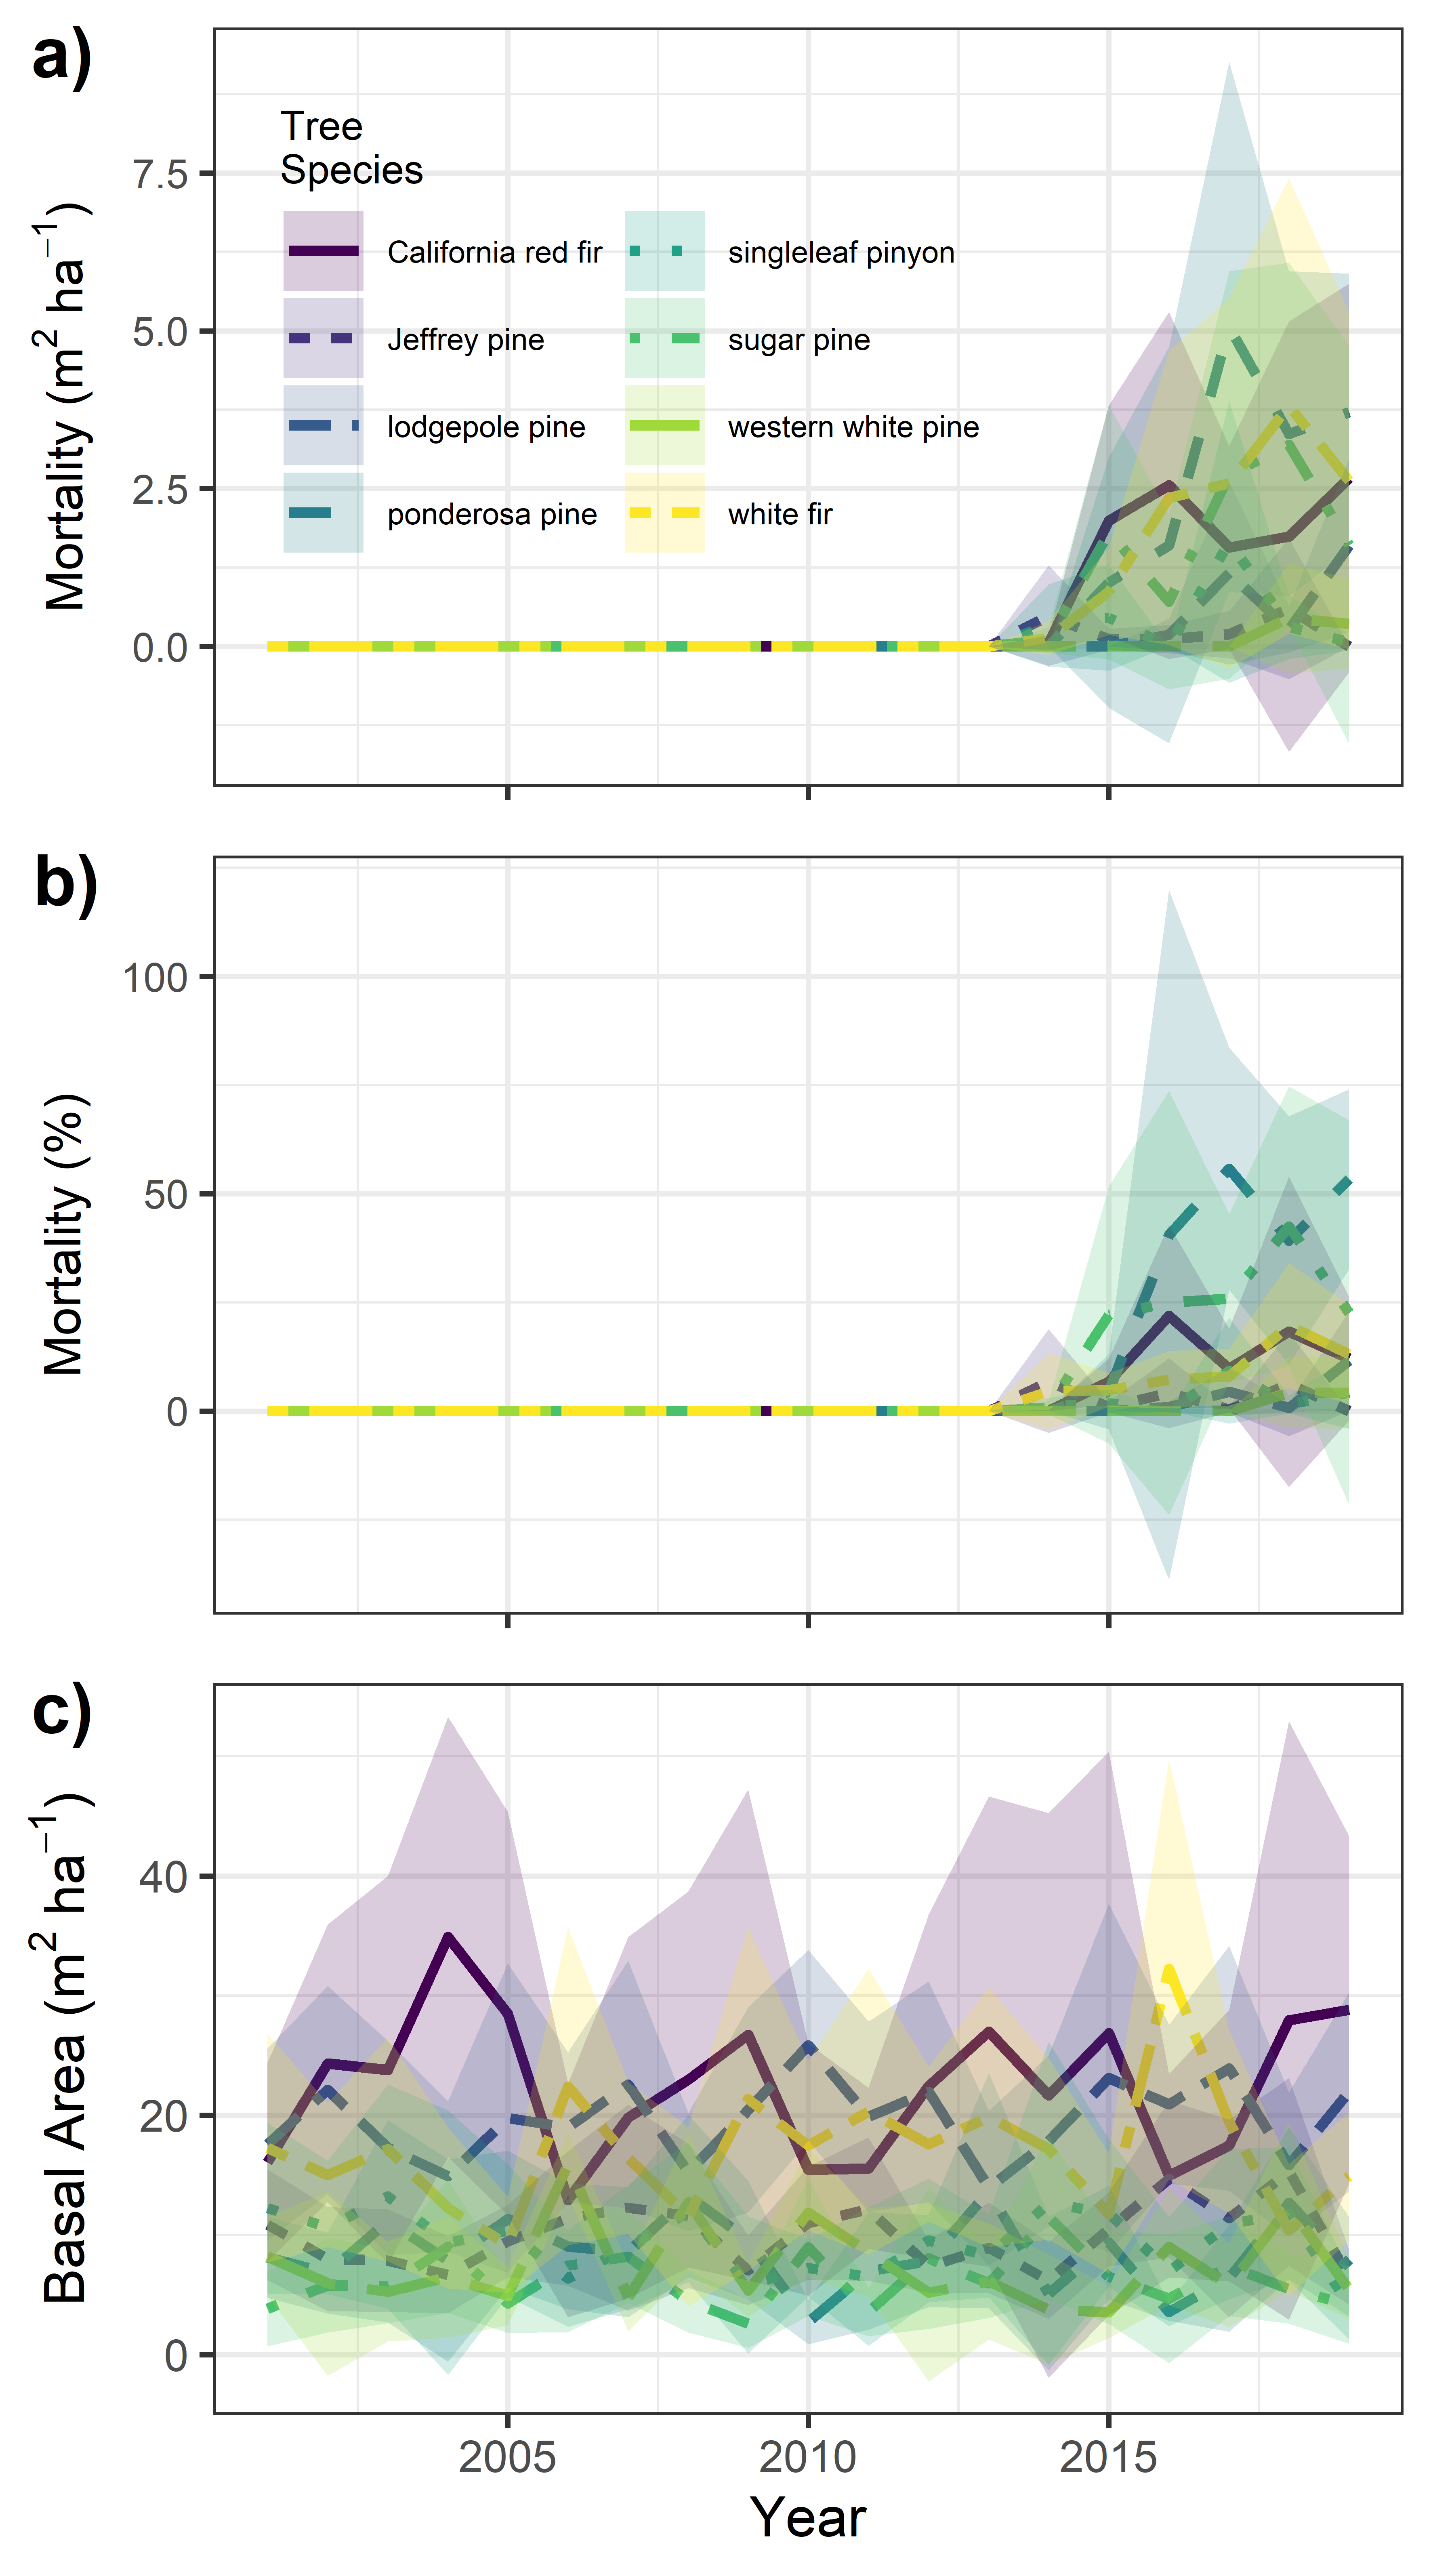 a)
Mortality (m² ha⁻¹)
7.5
5.0
2.5
0.0
Tree
Species
California red fir
Jeffrey pine
lodgepole pine
ponderosa pine
singleleaf pinyon
sugar pine
western white pine
white fir
b)
Mortality (%)
100
50
0
c)
Basal Area (m² ha⁻¹)
40
20
0
2005
2010
2015
Year